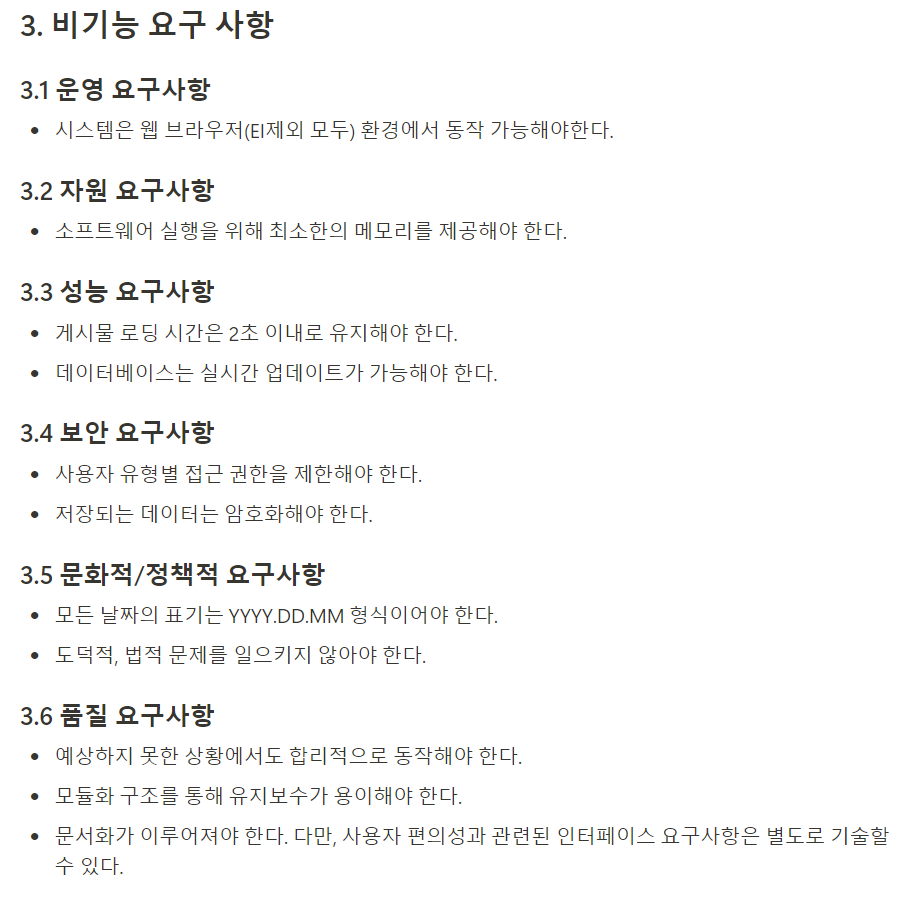 3. 비기능 요구 사항
3.1 운영 요구사항
• 시스템은 웹 브라우저(EI제외 모두) 환경에서 동작 가능해야한다.
3.2 자원 요구사항
• 소프트웨어 실행을 위해 최소한의 메모리를 제공해야 한다.
3.3 성능 요구사항
• 게시물 로딩 시간은 2초 이내로 유지해야 한다.
• 데이터베이스는 실시간 업데이트가 가능해야 한다.
3.4 보안 요구사항
• 사용자 유형별 접근 권한을 제한해야 한다.
• 저장되는 데이터는 암호화해야 한다.
3.5 문화적/정책적 요구사항
• 모든 날짜의 표기는 YYYY.DD.MM 형식이어야 한다.
• 도덕적, 법적 문제를 일으키지 않아야 한다.
3.6 품질 요구사항
• 예상하지 못한 상황에서도 합리적으로 동작해야 한다.
• 모듈화 구조를 통해 유지보수가 용이해야 한다.
• 문서화가 이루어져야 한다. 다만, 사용자 편의성과 관련된 인터페이스 요구사항은 별도로 기술할
수 있다.